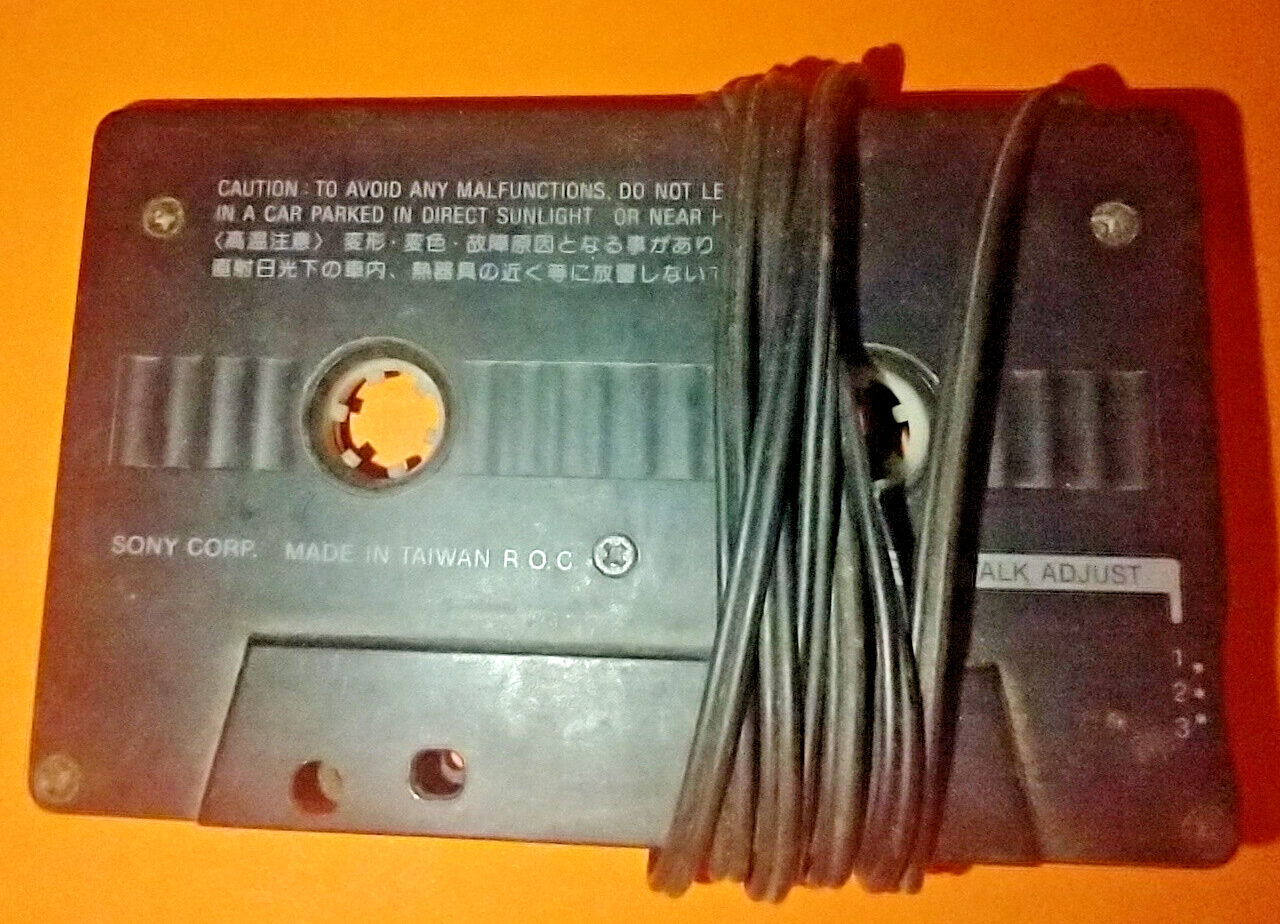 CAUTION : TO AVOID ANY MALFUNCTIONS, DO NOT LE
IN A CAR PARKED IN DIRECT SUNLIGHT OR NEAR H
〈高温注意〉 変形・変色・故障原因となる事があり
直射日光下の車内、熱器具の近く等に放置しない
SONY CORP. MADE IN TAIWAN R.O.C.
ALK ADJUST
1
2
3